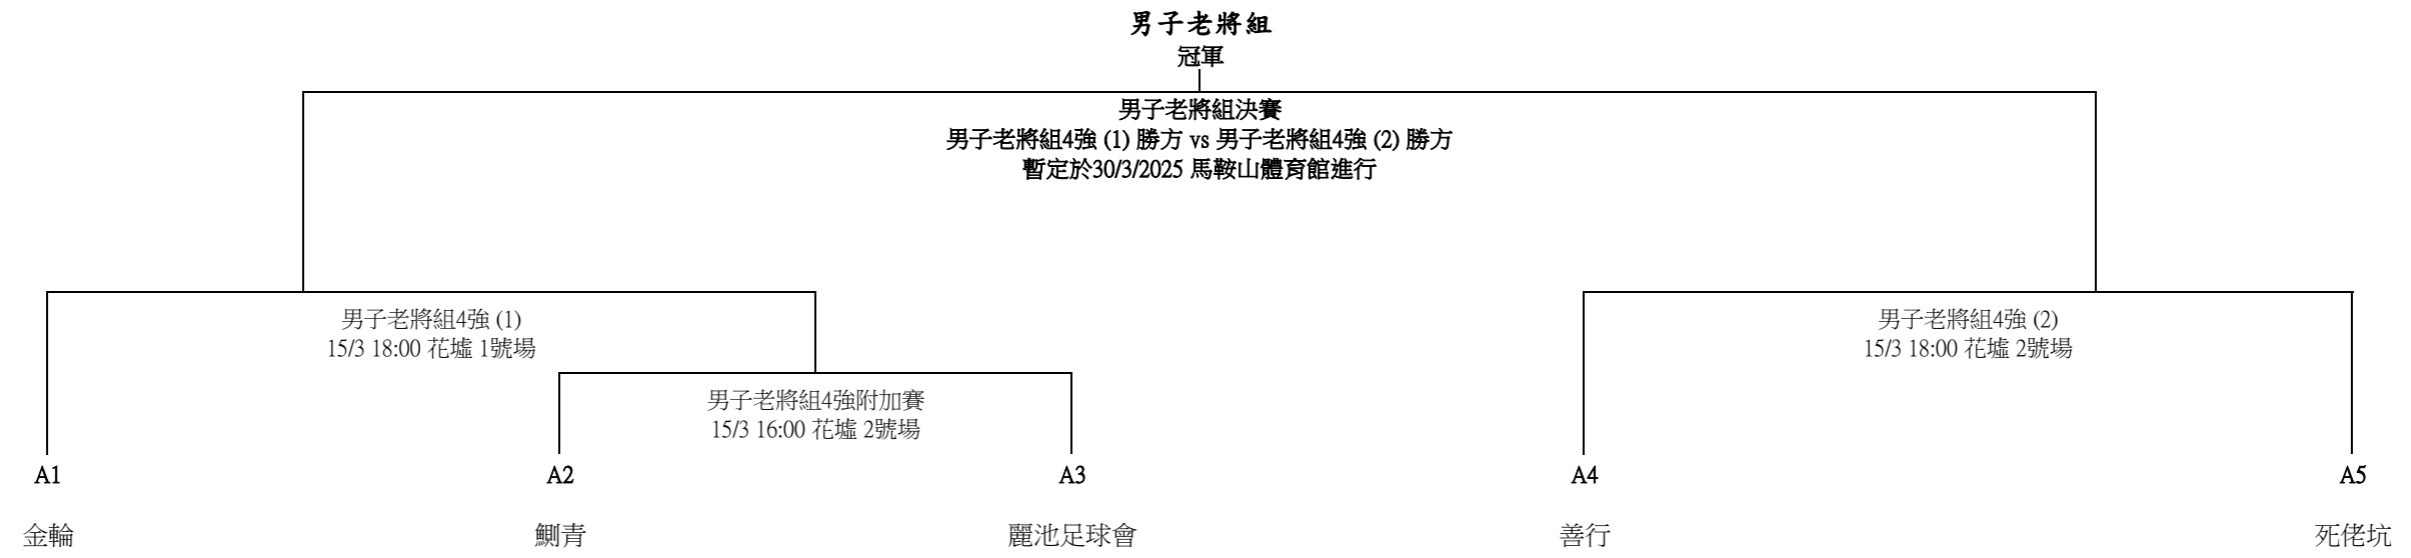 男子老將組
冠軍
男子老將組決賽
男子老將組4強 (1) 勝方 vs 男子老將組4強 (2) 勝方
暫定於30/3/2025 馬鞍山體育館進行
男子老將組4強 (1)
15/3 18:00 花墟 1號場
男子老將組4強 (2)
15/3 18:00 花墟 2號場
男子老將組4強附加賽
15/3 16:00 花墟 2號場
A1
A2
A3
A4
A5
金輪
鰂青
麗池足球會
善行
死佬坑